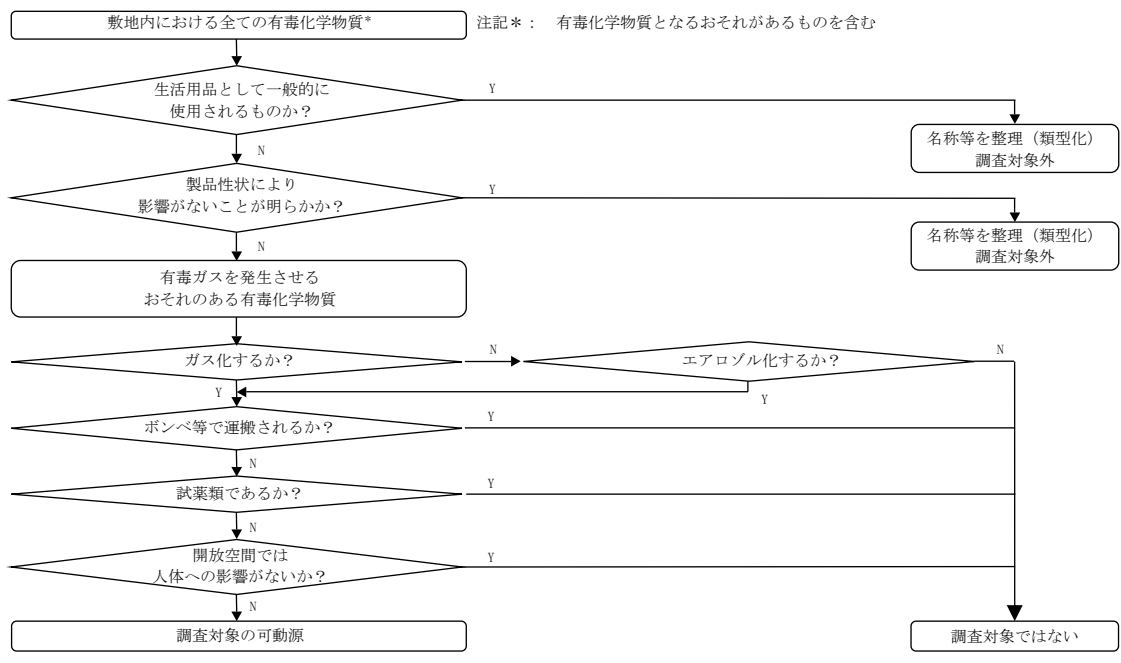 敷地内における全ての有毒化学物質*
注記＊： 有毒化学物質となるおそれがあるものを含む
生活用品として一般的に
使用されるものか？
Y
名称等を整理（類型化）
調査対象外
N
製品性状により
影響がないことが明らかか？
Y
名称等を整理（類型化）
調査対象外
N
有毒ガスを発生させる
おそれのある有毒化学物質
ガス化するか？
N
エアロゾル化するか？
N
Y
Y
ボンベ等で運搬されるか？
Y
N
試薬類であるか？
Y
N
開放空間では
人体への影響がないか？
Y
N
調査対象の可動源
調査対象ではない